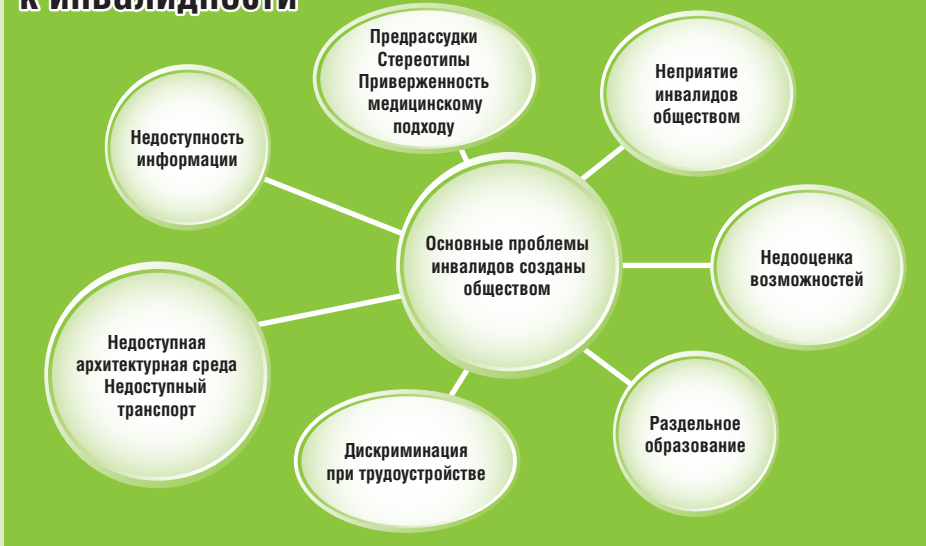 к инвалидности
Предрассудки
Стереотипы
Приверженность
медицинскому
подходу
Неприятие
инвалидов
обществом
Недоступность
информации
Основные проблемы
инвалидов созданы
обществом
Недооценка
возможностей
Недоступная
архитектурная среда
Недоступный
транспорт
Раздельное
образование
Дискриминация
при трудоустройстве